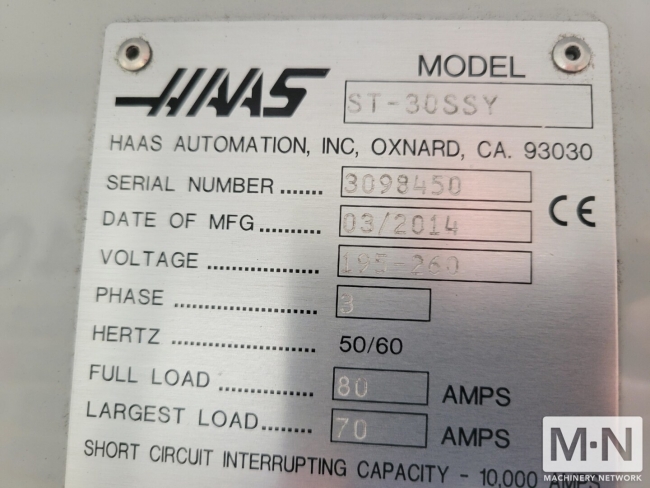 HAAS
MODEL
ST-30SSY
HAAS AUTOMATION, INC, OXNARD, CA. 93030
SERIAL NUMBER ....... 3098450
DATE OF MFG .......... 03/2014
CE
VOLTAGE .................. 195-260
PHASE ....................... 3
HERTZ ....................... 50/60
FULL LOAD ............... 80 AMPS
LARGEST LOAD........ 70 AMPS
SHORT CIRCUIT INTERRUPTING CAPACITY - 10,000 AMPS
M·N
MACHINERY NETWORK